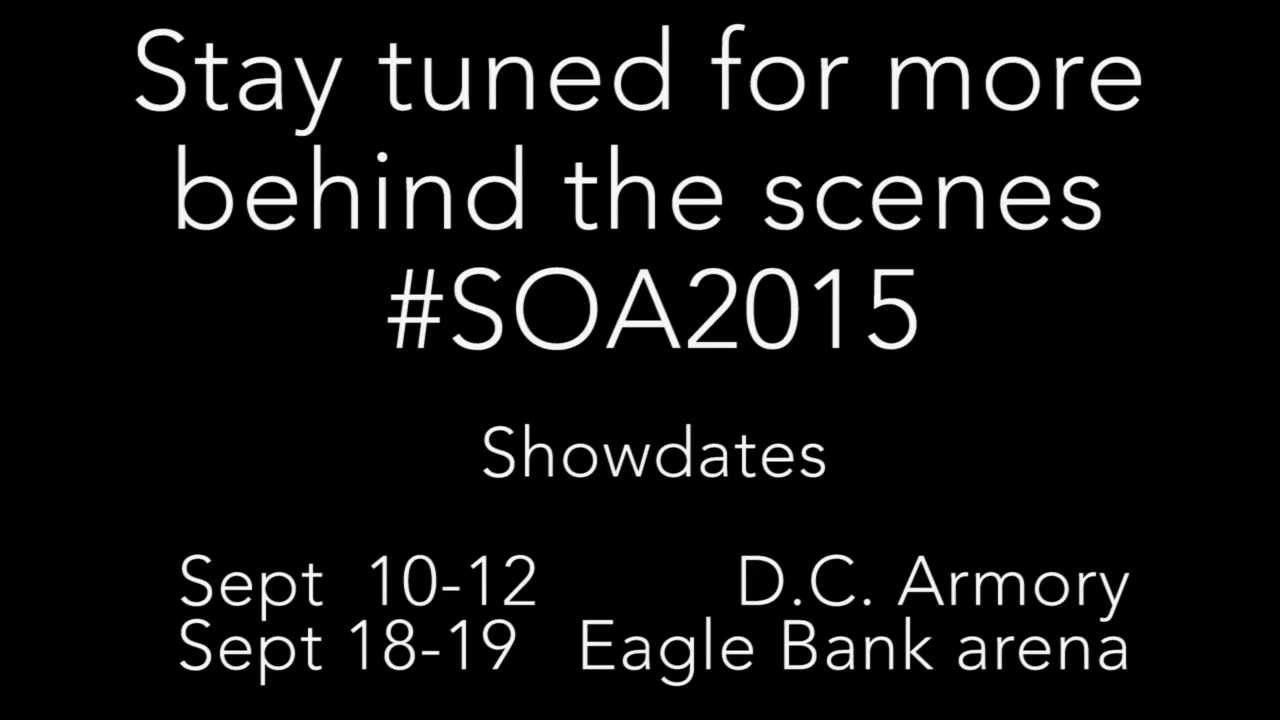 Stay tuned for more
behind the scenes
#SOA2015
Showdates
Sept 10-12 D.C. Armory
Sept 18-19 Eagle Bank arena